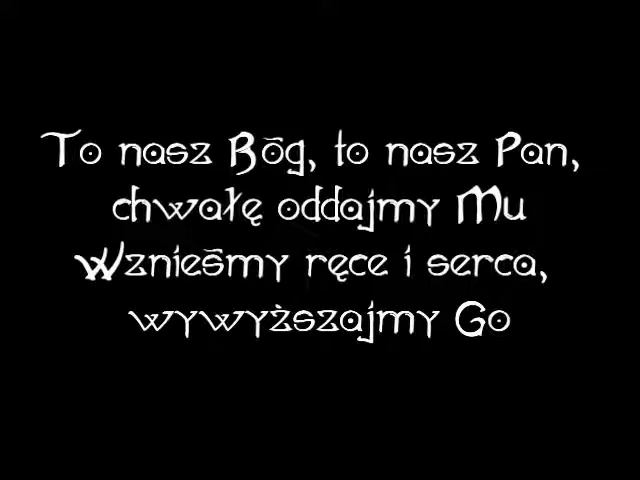 To nasz Bóg, to nasz Pan,
chwałę oddajmy Mu
Wznieśmy ręce i serca,
wywyższajmy Go